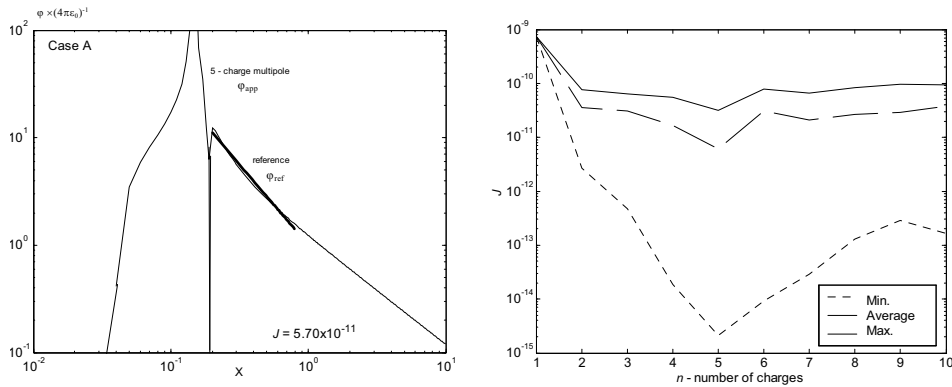 φ ×(4πε₀)⁻¹
10²
Case A
5 - charge multipole
φapp
10¹
reference
φref
10⁰
J = 5.70x10⁻¹¹
10⁻¹
10⁻² 10⁻¹ 10⁰ 10¹
X
10⁻⁹
10⁻¹⁰
10⁻¹¹
10⁻¹²
J
10⁻¹³
10⁻¹⁴
10⁻¹⁵
Min.
Average
Max.
1 2 3 4 5 6 7 8 9 10
n - number of charges